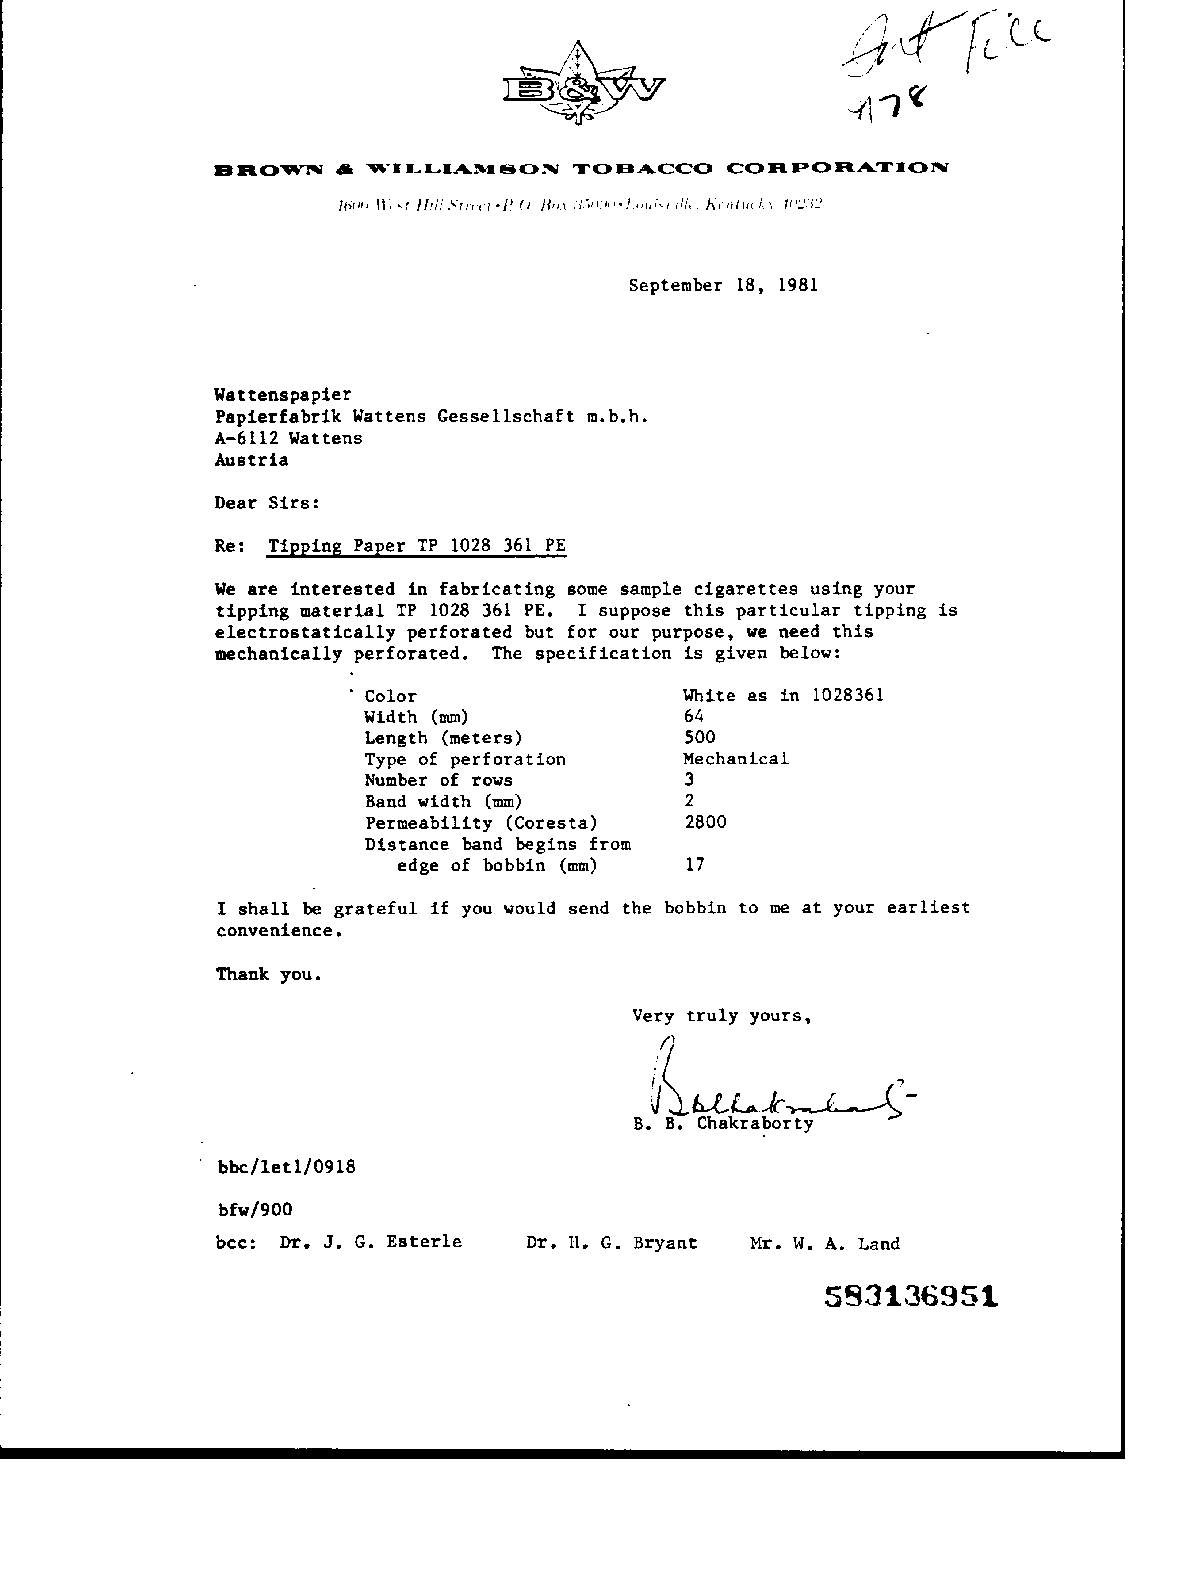 B&W
BROWN & WILLIAMSON TOBACCO CORPORATION
1600 West Hill Street • P. O. Box 35090 • Louisville, Kentucky 40232
September 18, 1981
Wattenspapier
Papierfabrik Wattens Gessellschaft m.b.h.
A-6112 Wattens
Austria
Dear Sirs:
Re: Tipping Paper TP 1028 361 PE
We are interested in fabricating some sample cigarettes using your
tipping material TP 1028 361 PE. I suppose this particular tipping is
electrostatically perforated but for our purpose, we need this
mechanically perforated. The specification is given below:
Color White as in 1028361
Width (mm) 64
Length (meters) 500
Type of perforation Mechanical
Number of rows 3
Band width (mm) 2
Permeability (Coresta) 2800
Distance band begins from
edge of bobbin (mm) 17
I shall be grateful if you would send the bobbin to me at your earliest
convenience.
Thank you.
Very truly yours,
B. B. Chakraborty
bbc/let1/0918
bfw/900
bcc: Dr. J. G. Esterle Dr. H. G. Bryant Mr. W. A. Land
583136951